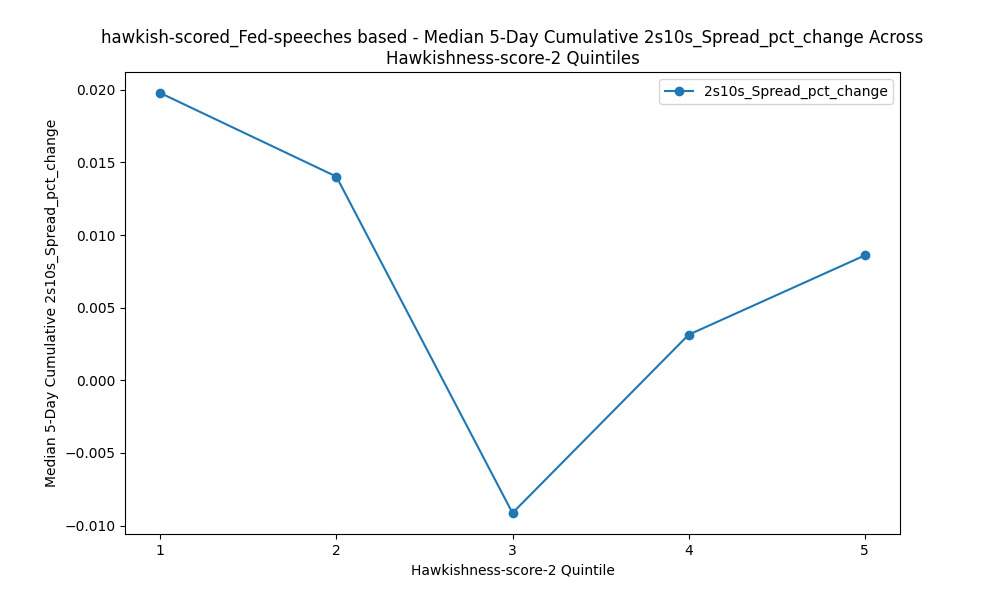 hawkish-scored_Fed-speeches based - Median 5-Day Cumulative 2s10s_Spread_pct_change Across
Hawkishness-score-2 Quintiles
2s10s_Spread_pct_change
Median 5-Day Cumulative 2s10s_Spread_pct_change
0.020
0.015
0.010
0.005
0.000
−0.005
−0.010
1 2 3 4 5
Hawkishness-score-2 Quintile